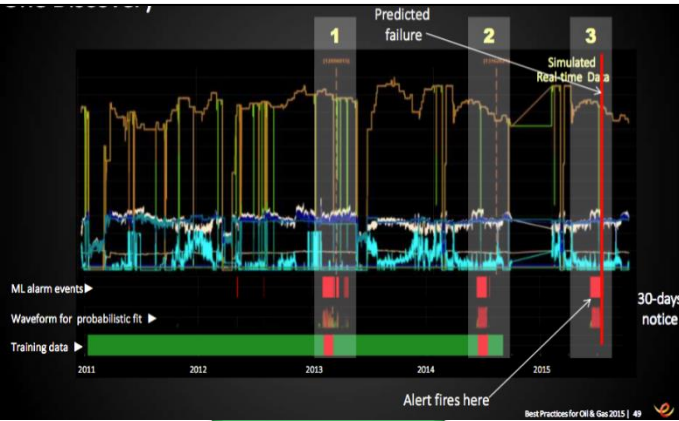 Predicted
failure
1
2
3
Simulated
Real-time Data
ML alarm events
Waveform for probabilistic fit
30-days
notice
Training data
2011
2012
2013
2014
2015
Alert fires here
Best Practices for Oil & Gas 2015 | 49